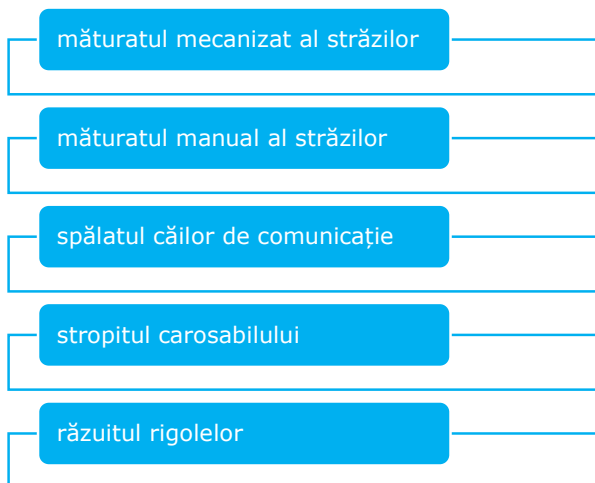 măturatul mecanizat al străzilor
măturatul manual al străzilor
spălatul căilor de comunicație
stropitul carosabilului
răzuitul rigolelor